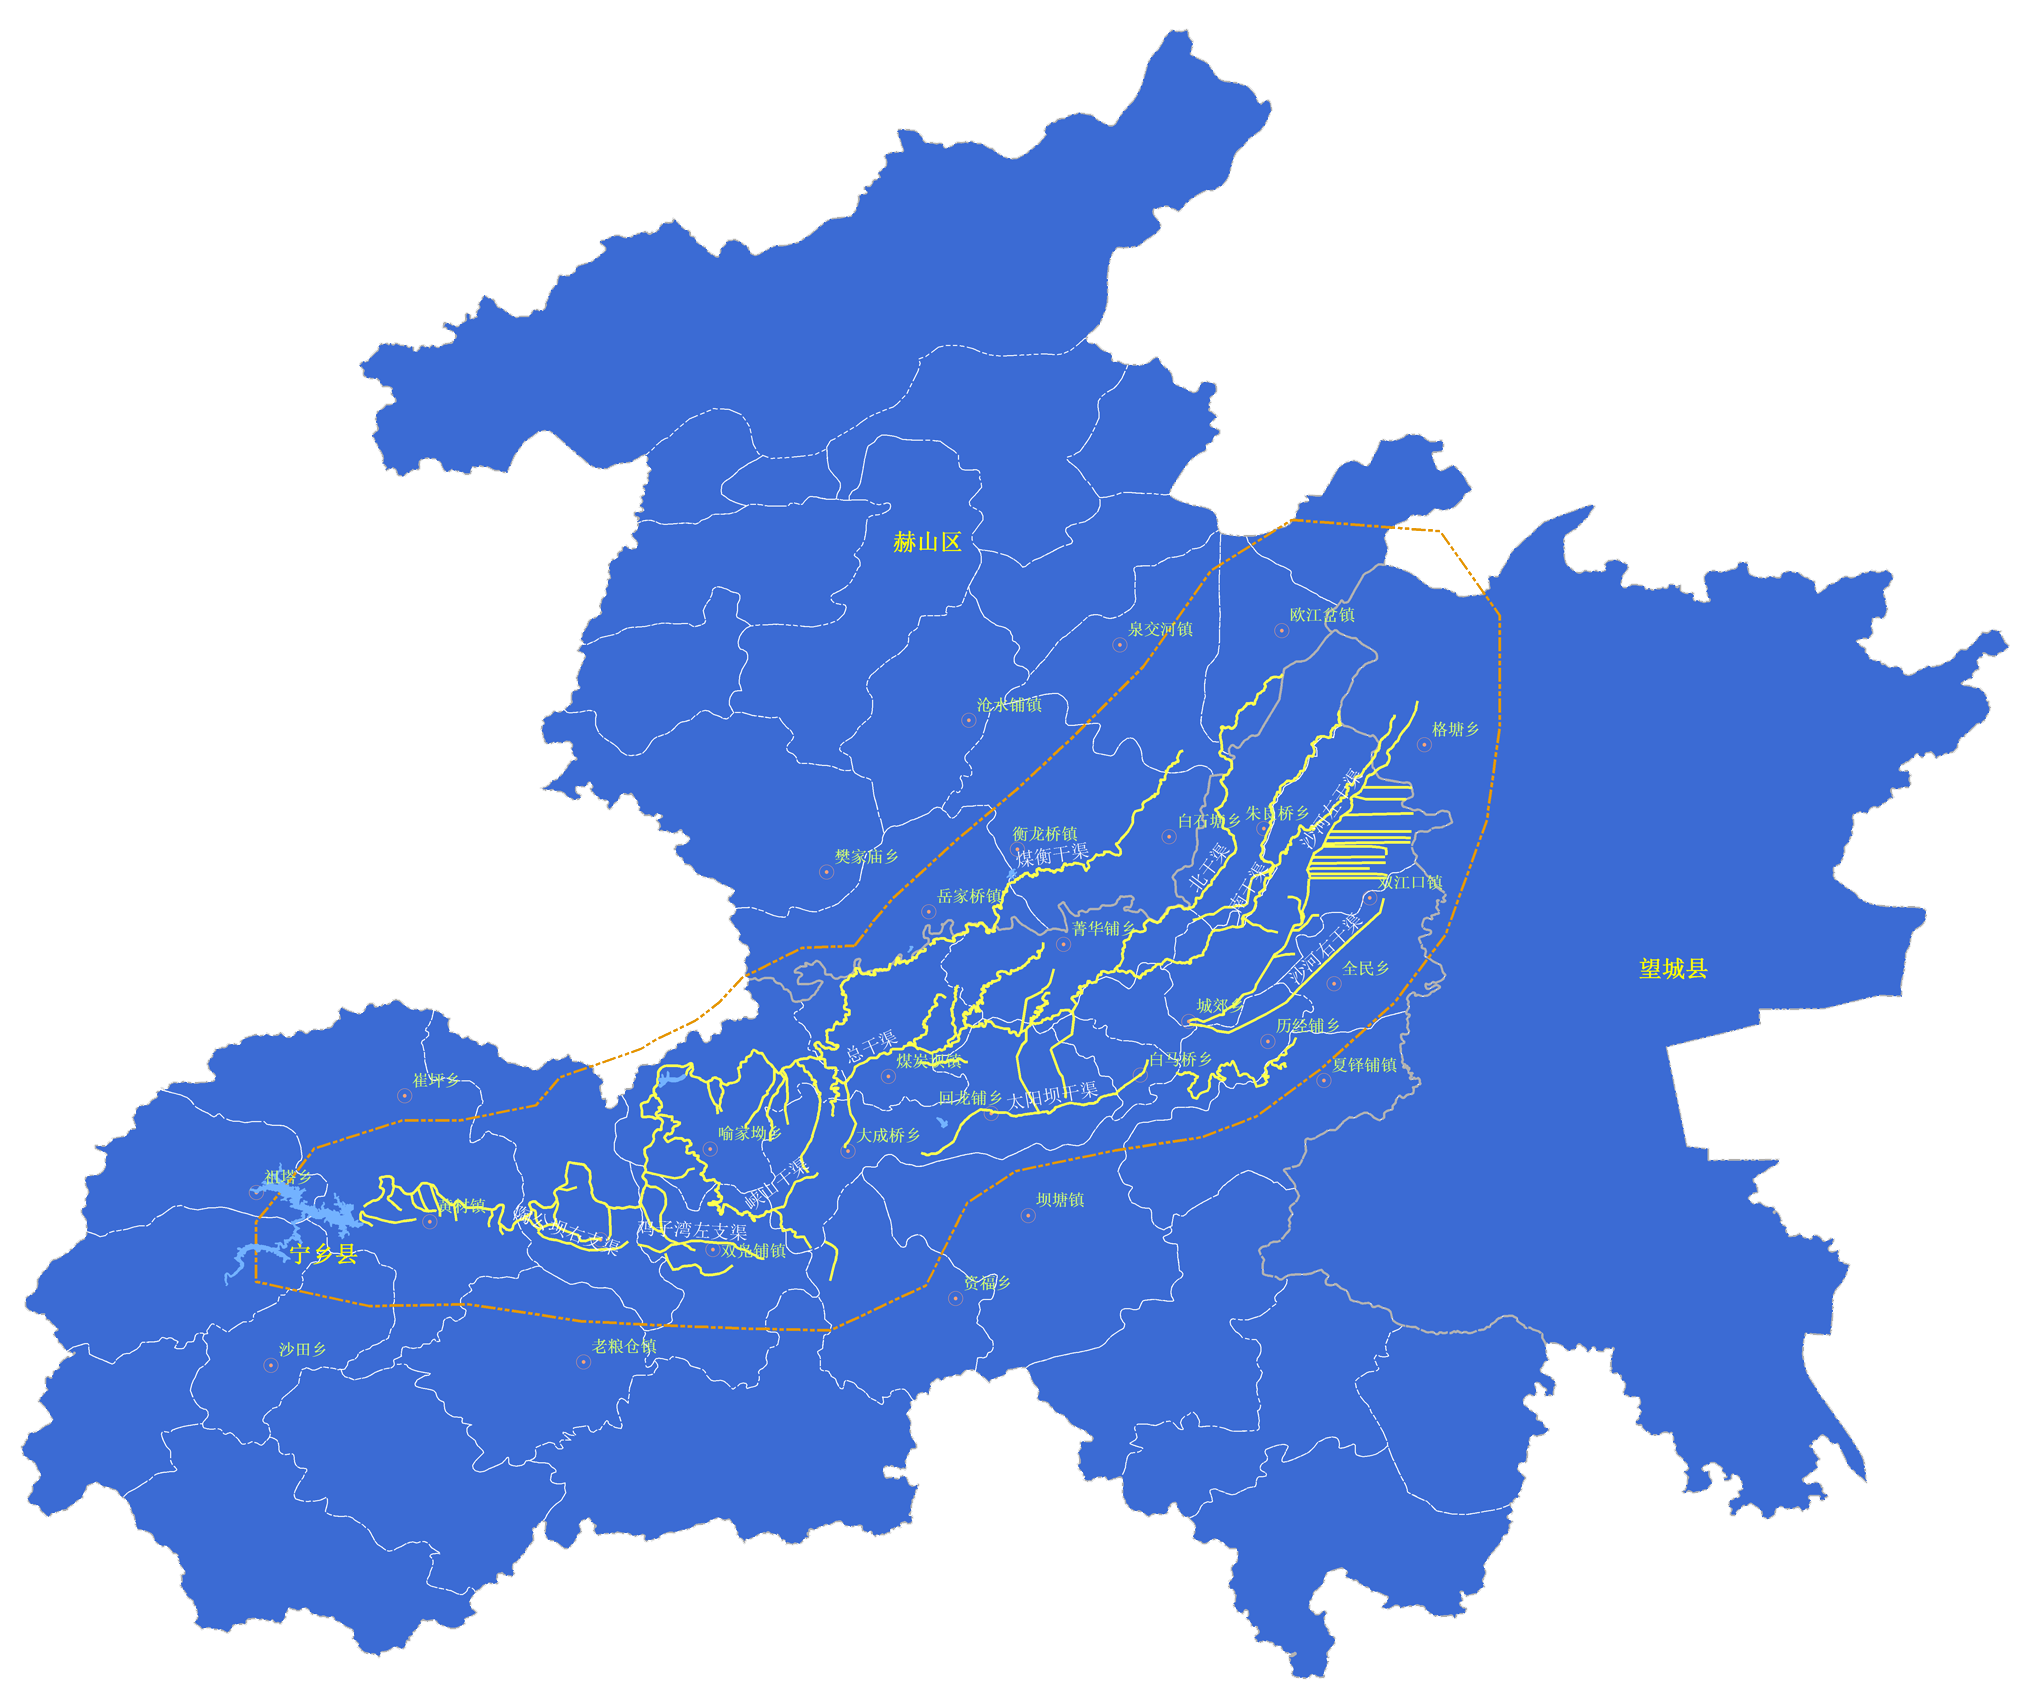 赫山区
欧江岔镇
泉交河镇
沧水铺镇
格塘乡
沙河左干渠
朱良桥乡
白石塘乡
衡龙桥镇
煤衡干渠
樊家庙乡
北干渠
南干渠
双江口镇
岳家桥镇
菁华铺乡
沙河右干渠
全民乡
望城县
城郊乡
历经铺乡
总干渠
煤炭坝镇
白马桥乡
夏铎铺镇
崔坪乡
回龙铺乡
太阳坝干渠
喻家坳乡
大成桥乡
祖塔乡
峡山干渠
黄材镇
坝塘镇
鸡子湾左支渠
双凫铺镇
宁乡县
资福乡
老粮仓镇
沙田乡